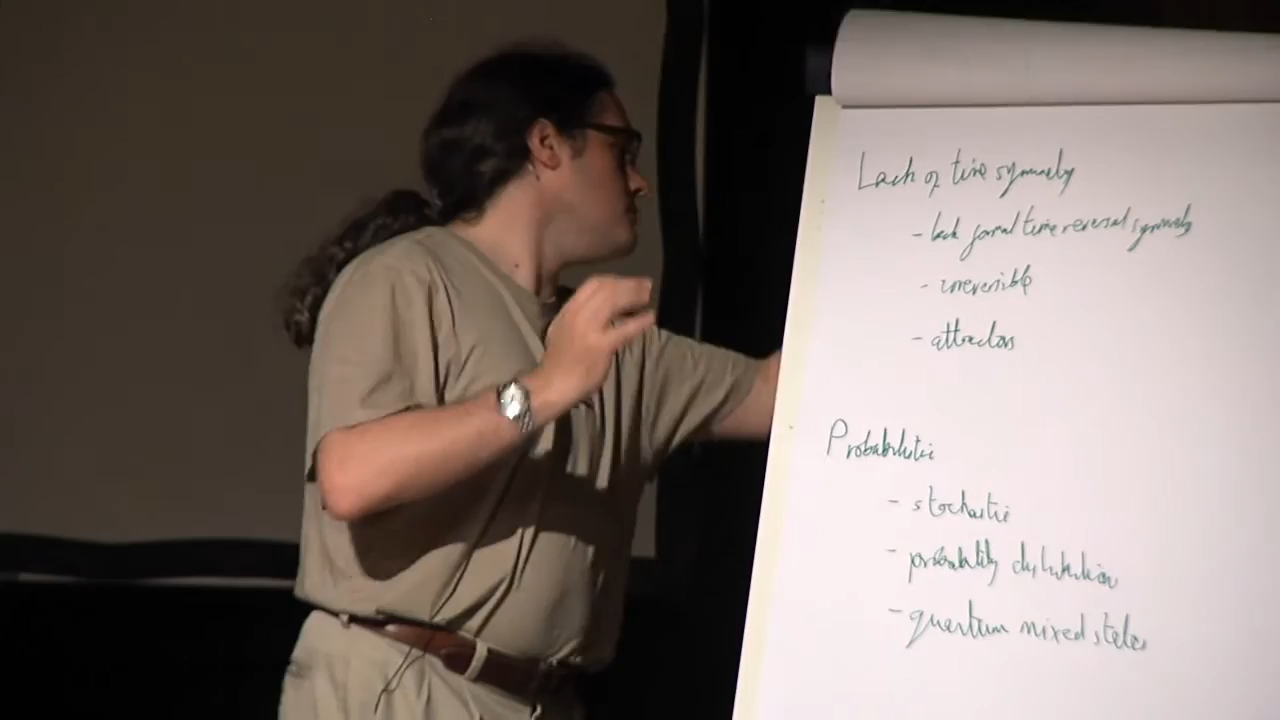 Lack of time symmetry
- lack formal time reversal symmetry
- irreversible
- attractors
Probabilistic
- stochastic
- probability distribution
- quantum mixed states